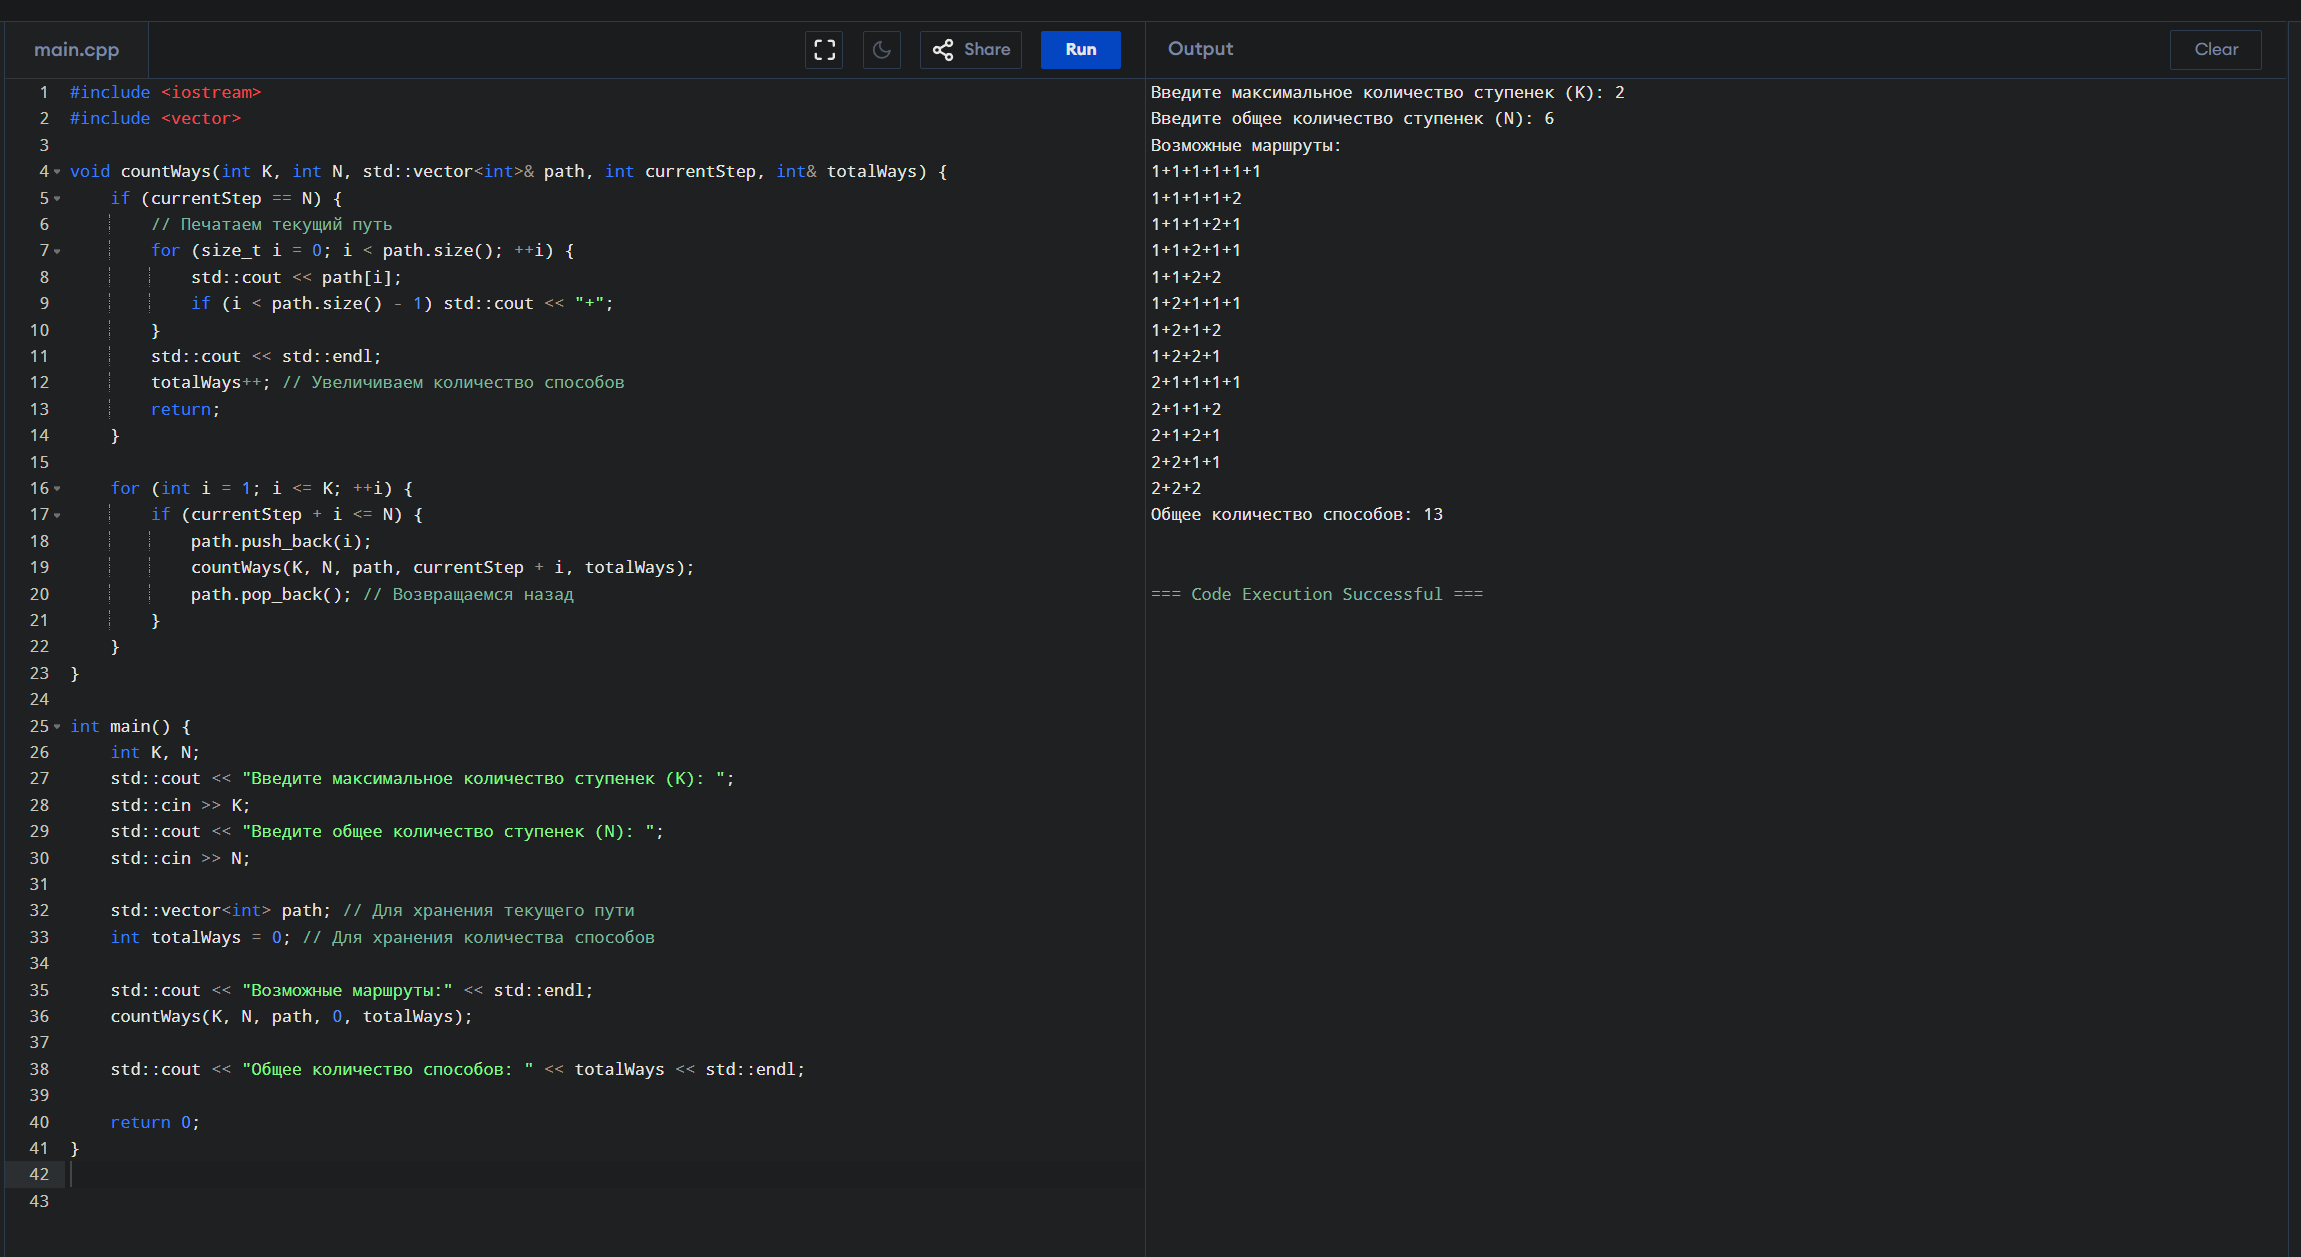 main.cpp
Share
Run
Output
Clear
1 #include <iostream>
2 #include <vector>
3
4 void countWays(int K, int N, std::vector<int>& path, int currentStep, int& totalWays) {
5     if (currentStep == N) {
6         // Печатаем текущий путь
7         for (size_t i = 0; i < path.size(); ++i) {
8             std::cout << path[i];
9             if (i < path.size() - 1) std::cout << "+";
10         }
11         std::cout << std::endl;
12         totalWays++; // Увеличиваем количество способов
13         return;
14     }
15
16     for (int i = 1; i <= K; ++i) {
17         if (currentStep + i <= N) {
18             path.push_back(i);
19             countWays(K, N, path, currentStep + i, totalWays);
20             path.pop_back(); // Возвращаемся назад
21         }
22     }
23 }
24
25 int main() {
26     int K, N;
27     std::cout << "Введите максимальное количество ступенек (K): ";
28     std::cin >> K;
29     std::cout << "Введите общее количество ступенек (N): ";
30     std::cin >> N;
31
32     std::vector<int> path; // Для хранения текущего пути
33     int totalWays = 0; // Для хранения количества способов
34
35     std::cout << "Возможные маршруты:" << std::endl;
36     countWays(K, N, path, 0, totalWays);
37
38     std::cout << "Общее количество способов: " << totalWays << std::endl;
39
40     return 0;
41 }
42
43
Введите максимальное количество ступенек (K): 2
Введите общее количество ступенек (N): 6
Возможные маршруты:
1+1+1+1+1+1
1+1+1+1+2
1+1+1+2+1
1+1+2+1+1
1+1+2+2
1+2+1+1+1
1+2+1+2
1+2+2+1
2+1+1+1+1
2+1+1+2
2+1+2+1
2+2+1+1
2+2+2
Общее количество способов: 13
=== Code Execution Successful ===